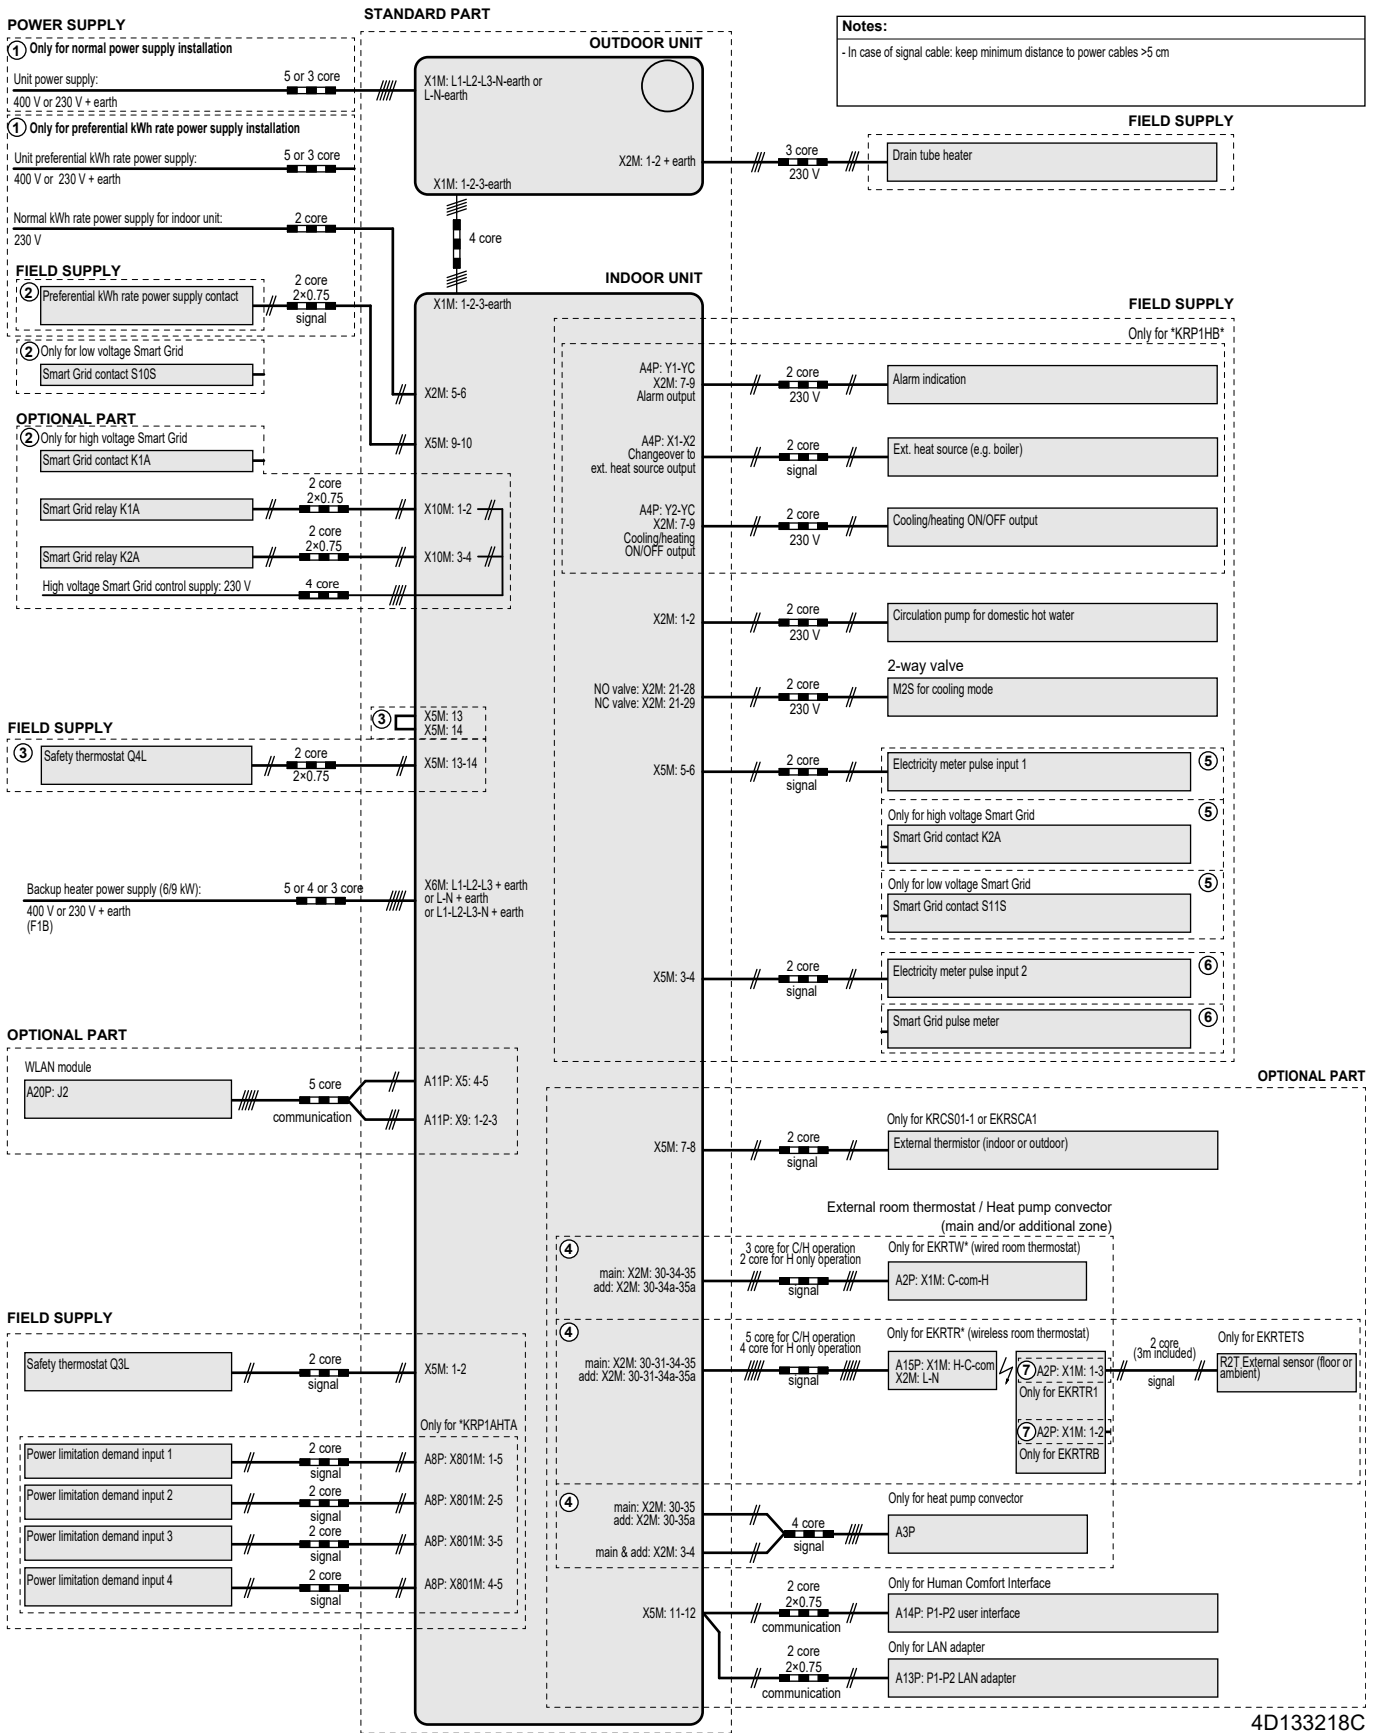 POWER SUPPLY
① Only for normal power supply installation
Unit power supply:
5 or 3 core
400 V or 230 V + earth
① Only for preferential kWh rate power supply installation
Unit preferential kWh rate power supply:
5 or 3 core
400 V or 230 V + earth
Normal kWh rate power supply for indoor unit:
2 core
230 V
FIELD SUPPLY
② Preferential kWh rate power supply contact
2 core
2×0.75
signal
② Only for low voltage Smart Grid
Smart Grid contact S10S
OPTIONAL PART
② Only for high voltage Smart Grid
Smart Grid contact K1A
2 core
2×0.75
Smart Grid relay K1A
2 core
2×0.75
Smart Grid relay K2A
High voltage Smart Grid control supply: 230 V
4 core
FIELD SUPPLY
③ Safety thermostat Q4L
2 core
2×0.75
Backup heater power supply (6/9 kW):
5 or 4 or 3 core
400 V or 230 V + earth
(F1B)
OPTIONAL PART
WLAN module
A20P: J2
5 core
communication
FIELD SUPPLY
Safety thermostat Q3L
2 core
signal
Power limitation demand input 1
2 core
signal
Power limitation demand input 2
2 core
signal
Power limitation demand input 3
2 core
signal
Power limitation demand input 4
2 core
signal
STANDARD PART
OUTDOOR UNIT
X1M: L1-L2-L3-N-earth or
L-N-earth
X2M: 1-2 + earth
X1M: 1-2-3-earth
4 core
INDOOR UNIT
X1M: 1-2-3-earth
X2M: 5-6
X5M: 9-10
X10M: 1-2
X10M: 3-4
③
X5M: 13
X5M: 14
X5M: 13-14
X6M: L1-L2-L3 + earth
or L-N + earth
or L1-L2-L3-N + earth
A11P: X5: 4-5
A11P: X9: 1-2-3
X5M: 1-2
Only for *KRP1AHTA
A8P: X801M: 1-5
A8P: X801M: 2-5
A8P: X801M: 3-5
A8P: X801M: 4-5
Notes:
- In case of signal cable: keep minimum distance to power cables >5 cm
FIELD SUPPLY
3 core
230 V
Drain tube heater
FIELD SUPPLY
Only for *KRP1HB*
A4P: Y1-YC
X2M: 7-9
Alarm output
2 core
230 V
Alarm indication
A4P: X1-X2
Changeover to
ext. heat source output
2 core
signal
Ext. heat source (e.g. boiler)
A4P: Y2-YC
X2M: 7-9
Cooling/heating
ON/OFF output
2 core
230 V
Cooling/heating ON/OFF output
X2M: 1-2
2 core
230 V
Circulation pump for domestic hot water
2-way valve
NO valve: X2M: 21-28
NC valve: X2M: 21-29
2 core
230 V
M2S for cooling mode
X5M: 5-6
2 core
signal
Electricity meter pulse input 1
⑤
Only for high voltage Smart Grid
⑤
Smart Grid contact K2A
Only for low voltage Smart Grid
⑤
Smart Grid contact S11S
X5M: 3-4
2 core
signal
Electricity meter pulse input 2
⑥
Smart Grid pulse meter
⑥
OPTIONAL PART
Only for KRCS01-1 or EKRSCA1
X5M: 7-8
2 core
signal
External thermistor (indoor or outdoor)
External room thermostat / Heat pump convector
(main and/or additional zone)
④
3 core for C/H operation
2 core for H only operation
Only for EKRTW* (wired room thermostat)
main: X2M: 30-34-35
add: X2M: 30-34a-35a
signal
A2P: X1M: C-com-H
④
5 core for C/H operation
4 core for H only operation
Only for EKRTR* (wireless room thermostat)
main: X2M: 30-31-34-35
add: X2M: 30-31-34a-35a
signal
A15P: X1M: H-C-com
X2M: L-N
⑦ A2P: X1M: 1-3
Only for EKRTR1
⑦ A2P: X1M: 1-2
Only for EKRTRB
2 core
(3m included)
signal
Only for EKRTETS
R2T External sensor (floor or
ambient)
④
Only for heat pump convector
main: X2M: 30-35
add: X2M: 30-35a
main & add: X2M: 3-4
4 core
signal
A3P
Only for Human Comfort Interface
X5M: 11-12
2 core
2×0.75
communication
A14P: P1-P2 user interface
Only for LAN adapter
2 core
2×0.75
communication
A13P: P1-P2 LAN adapter
4D133218C